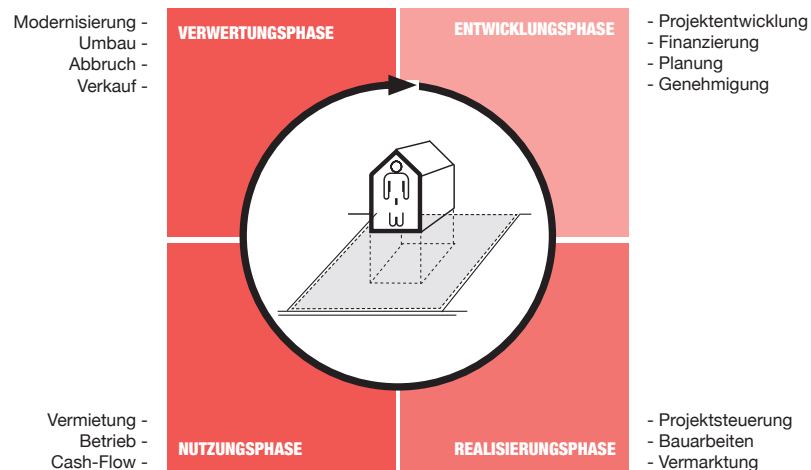 Modernisierung -
Umbau -
Abbruch -
Verkauf -
VERWERTUNGSPHASE
ENTWICKLUNGSPHASE
- Projektentwicklung
- Finanzierung
- Planung
- Genehmigung
Vermietung -
Betrieb -
Cash-Flow -
NUTZUNGSPHASE
REALISIERUNGSPHASE
- Projektsteuerung
- Bauarbeiten
- Vermarktung